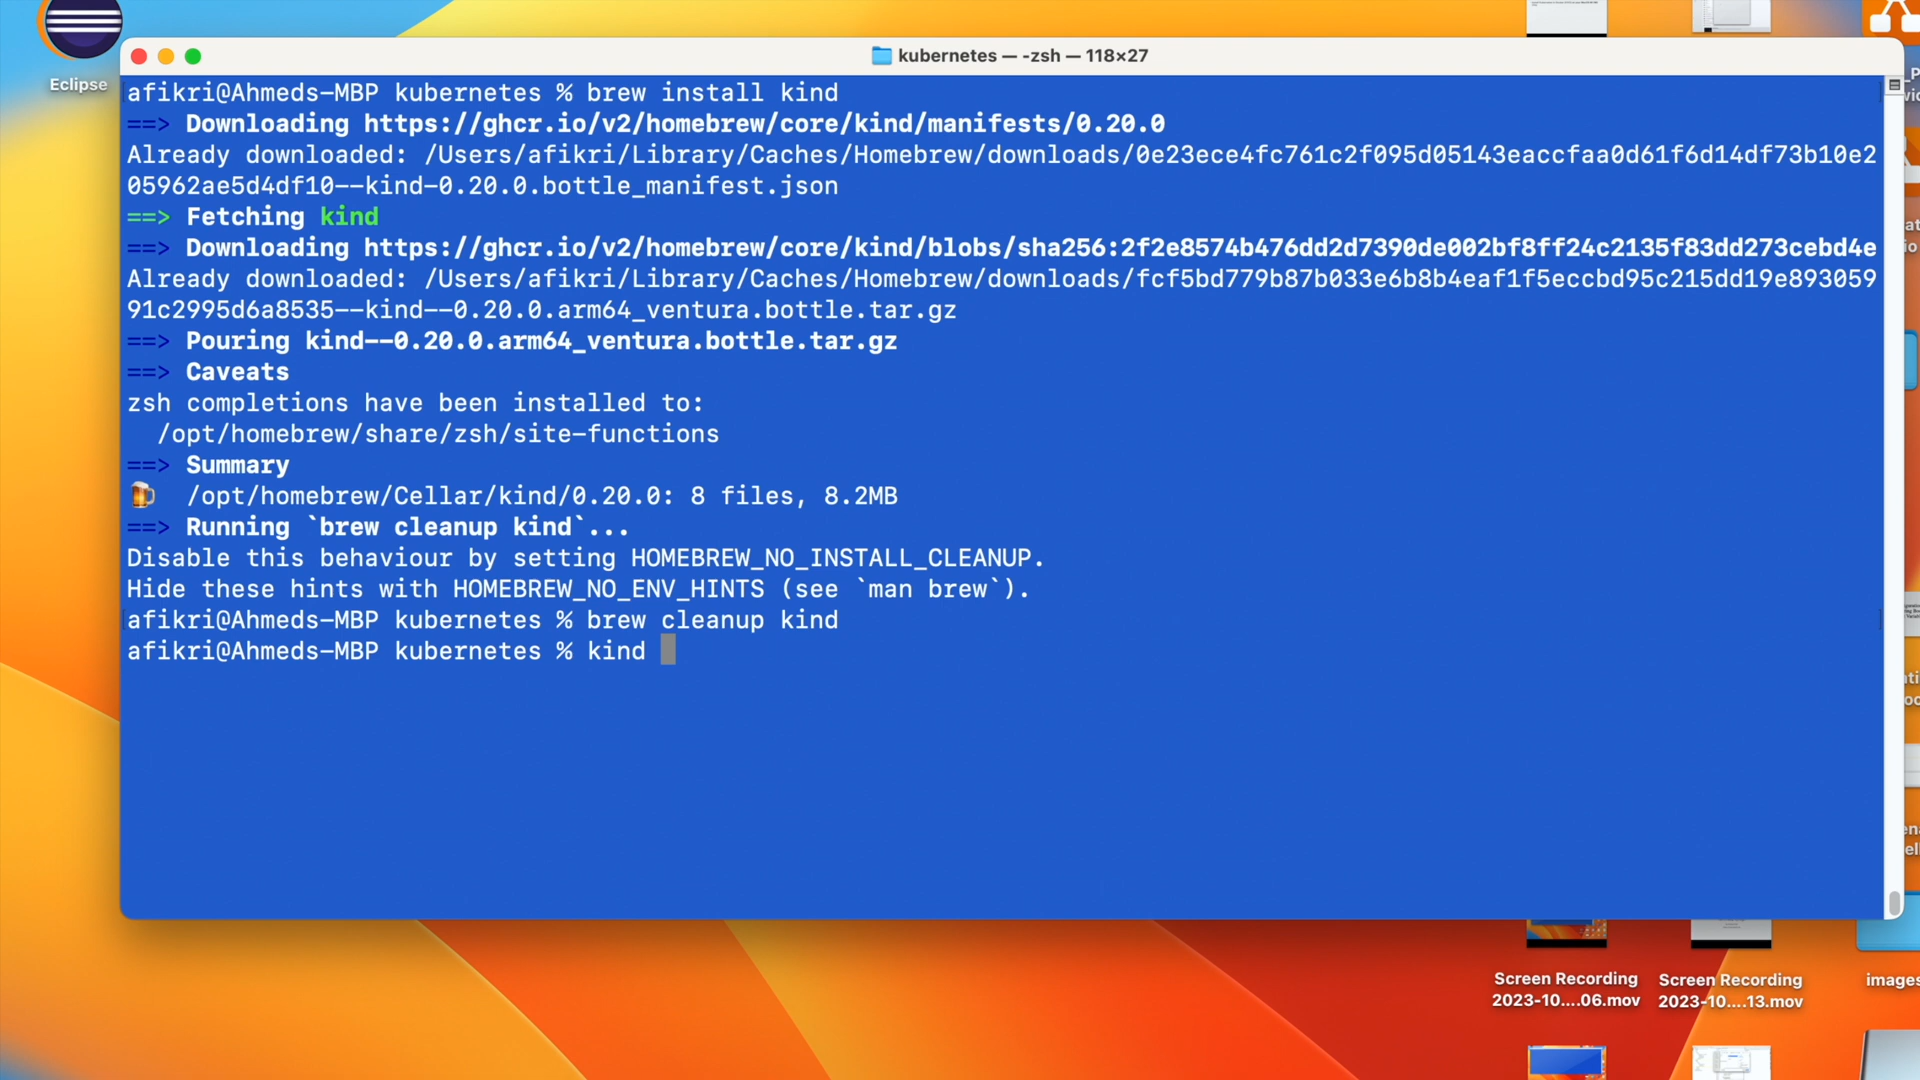 Eclipse
kubernetes — -zsh — 118×27
afikri@Ahmeds-MBP kubernetes % brew install kind
==> Downloading https://ghcr.io/v2/homebrew/core/kind/manifests/0.20.0
Already downloaded: /Users/afikri/Library/Caches/Homebrew/downloads/0e23ece4fc761c2f095d05143eaccfaa0d61f6d14df73b10e2
05962ae5d4df10--kind-0.20.0.bottle_manifest.json
==> Fetching kind
==> Downloading https://ghcr.io/v2/homebrew/core/kind/blobs/sha256:2f2e8574b476dd2d7390de002bf8ff24c2135f83dd273cebd4e
Already downloaded: /Users/afikri/Library/Caches/Homebrew/downloads/fcf5bd779b87b033e6b8b4eaf1f5eccbd95c215dd19e893059
91c2995d6a8535--kind--0.20.0.arm64_ventura.bottle.tar.gz
==> Pouring kind--0.20.0.arm64_ventura.bottle.tar.gz
==> Caveats
zsh completions have been installed to:
/opt/homebrew/share/zsh/site-functions
==> Summary
🍺 /opt/homebrew/Cellar/kind/0.20.0: 8 files, 8.2MB
==> Running `brew cleanup kind`...
Disable this behaviour by setting HOMEBREW_NO_INSTALL_CLEANUP.
Hide these hints with HOMEBREW_NO_ENV_HINTS (see `man brew`).
afikri@Ahmeds-MBP kubernetes % brew cleanup kind
afikri@Ahmeds-MBP kubernetes % kind
Screen Recording
2023-10....06.mov
Screen Recording
2023-10....13.mov
images